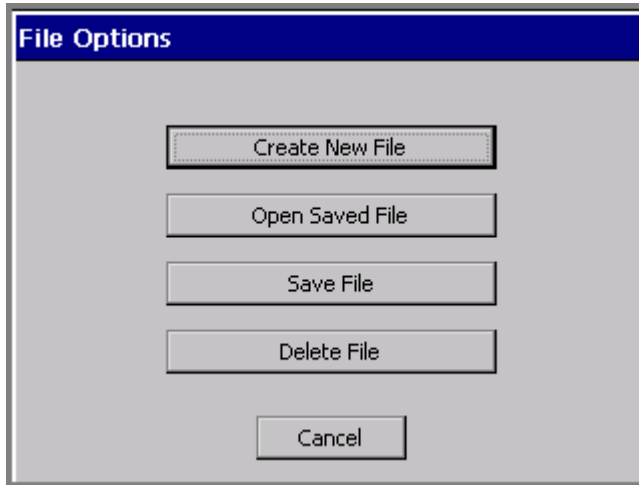 File Options
Create New File
Open Saved File
Save File
Delete File
Cancel